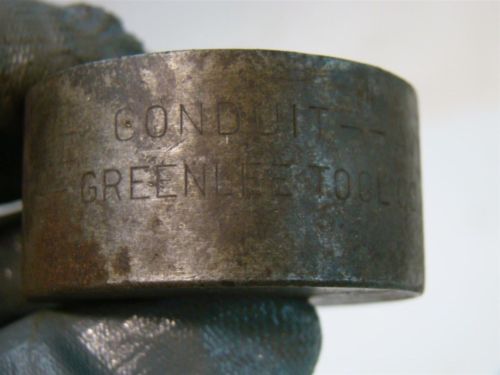 - CONDUIT --
GREENLEE TOOL CO